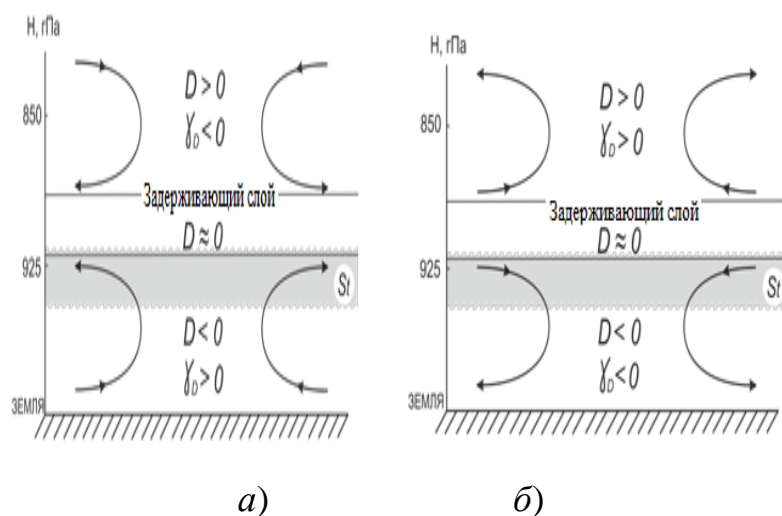 Н, гПа
D > 0
850
γD < 0
Задерживающий слой
D ≈ 0
925
St
D < 0
γD > 0
ЗЕМЛЯ
а)
Н, гПа
D > 0
850
γD > 0
Задерживающий слой
D ≈ 0
925
St
D < 0
γD < 0
ЗЕМЛЯ
б)